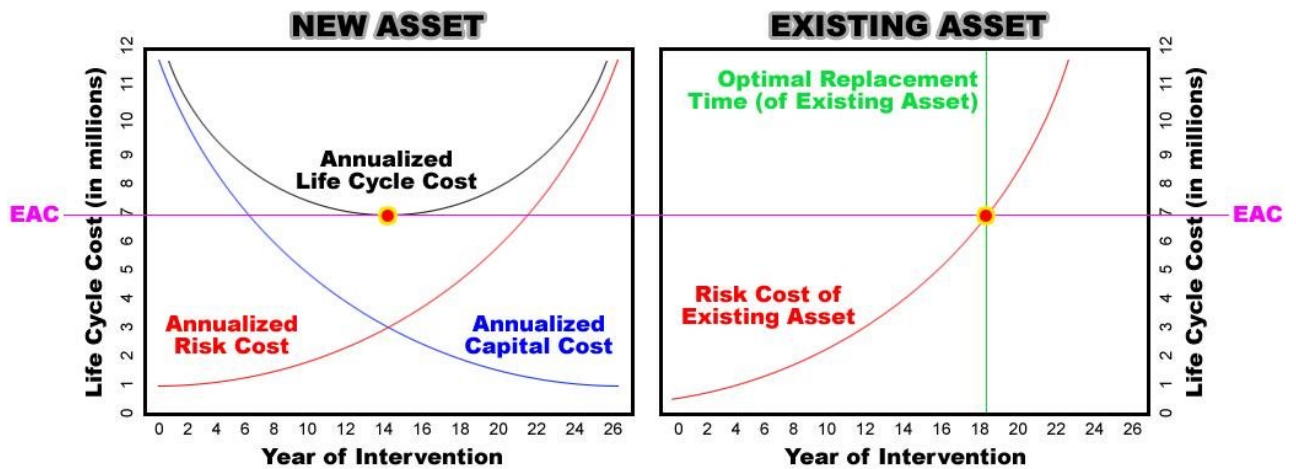 NEW ASSET
EXISTING ASSET
Life Cycle Cost (in millions)
12
11
10
9
8
7
6
5
4
3
2
1
0
EAC
Annualized
Life Cycle Cost
Annualized
Risk Cost
Annualized
Capital Cost
0 2 4 6 8 10 12 14 16 18 20 22 24 26
Year of Intervention
Optimal Replacement
Time (of Existing Asset)
Risk Cost of
Existing Asset
0 2 4 6 8 10 12 14 16 18 20 22 24 26
Year of Intervention
12
11
10
9
8
7
6
5
4
3
2
1
0
Life Cycle Cost (in millions)
EAC